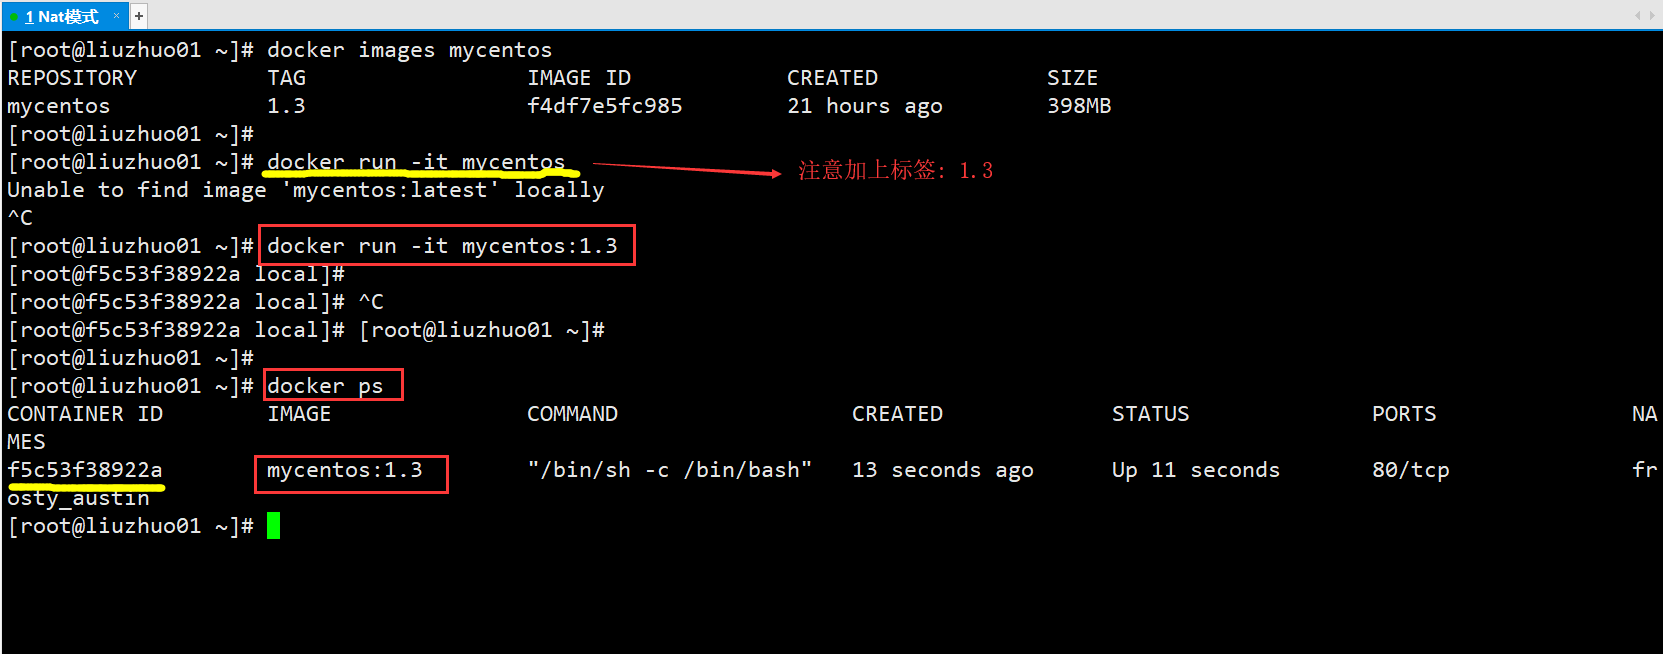 1 Nat模式 × +
[root@liuzhuo01 ~]# docker images mycentos
REPOSITORY TAG IMAGE ID CREATED SIZE
mycentos 1.3 f4df7e5fc985 21 hours ago 398MB
[root@liuzhuo01 ~]#
[root@liuzhuo01 ~]# docker run -it mycentos 注意加上标签: 1.3
Unable to find image 'mycentos:latest' locally
^C
[root@liuzhuo01 ~]# docker run -it mycentos:1.3
[root@f5c53f38922a local]#
[root@f5c53f38922a local]# ^C
[root@f5c53f38922a local]# [root@liuzhuo01 ~]#
[root@liuzhuo01 ~]#
[root@liuzhuo01 ~]# docker ps
CONTAINER ID IMAGE COMMAND CREATED STATUS PORTS NA
MES
f5c53f38922a mycentos:1.3 "/bin/sh -c /bin/bash" 13 seconds ago Up 11 seconds 80/tcp fr
osty_austin
[root@liuzhuo01 ~]#